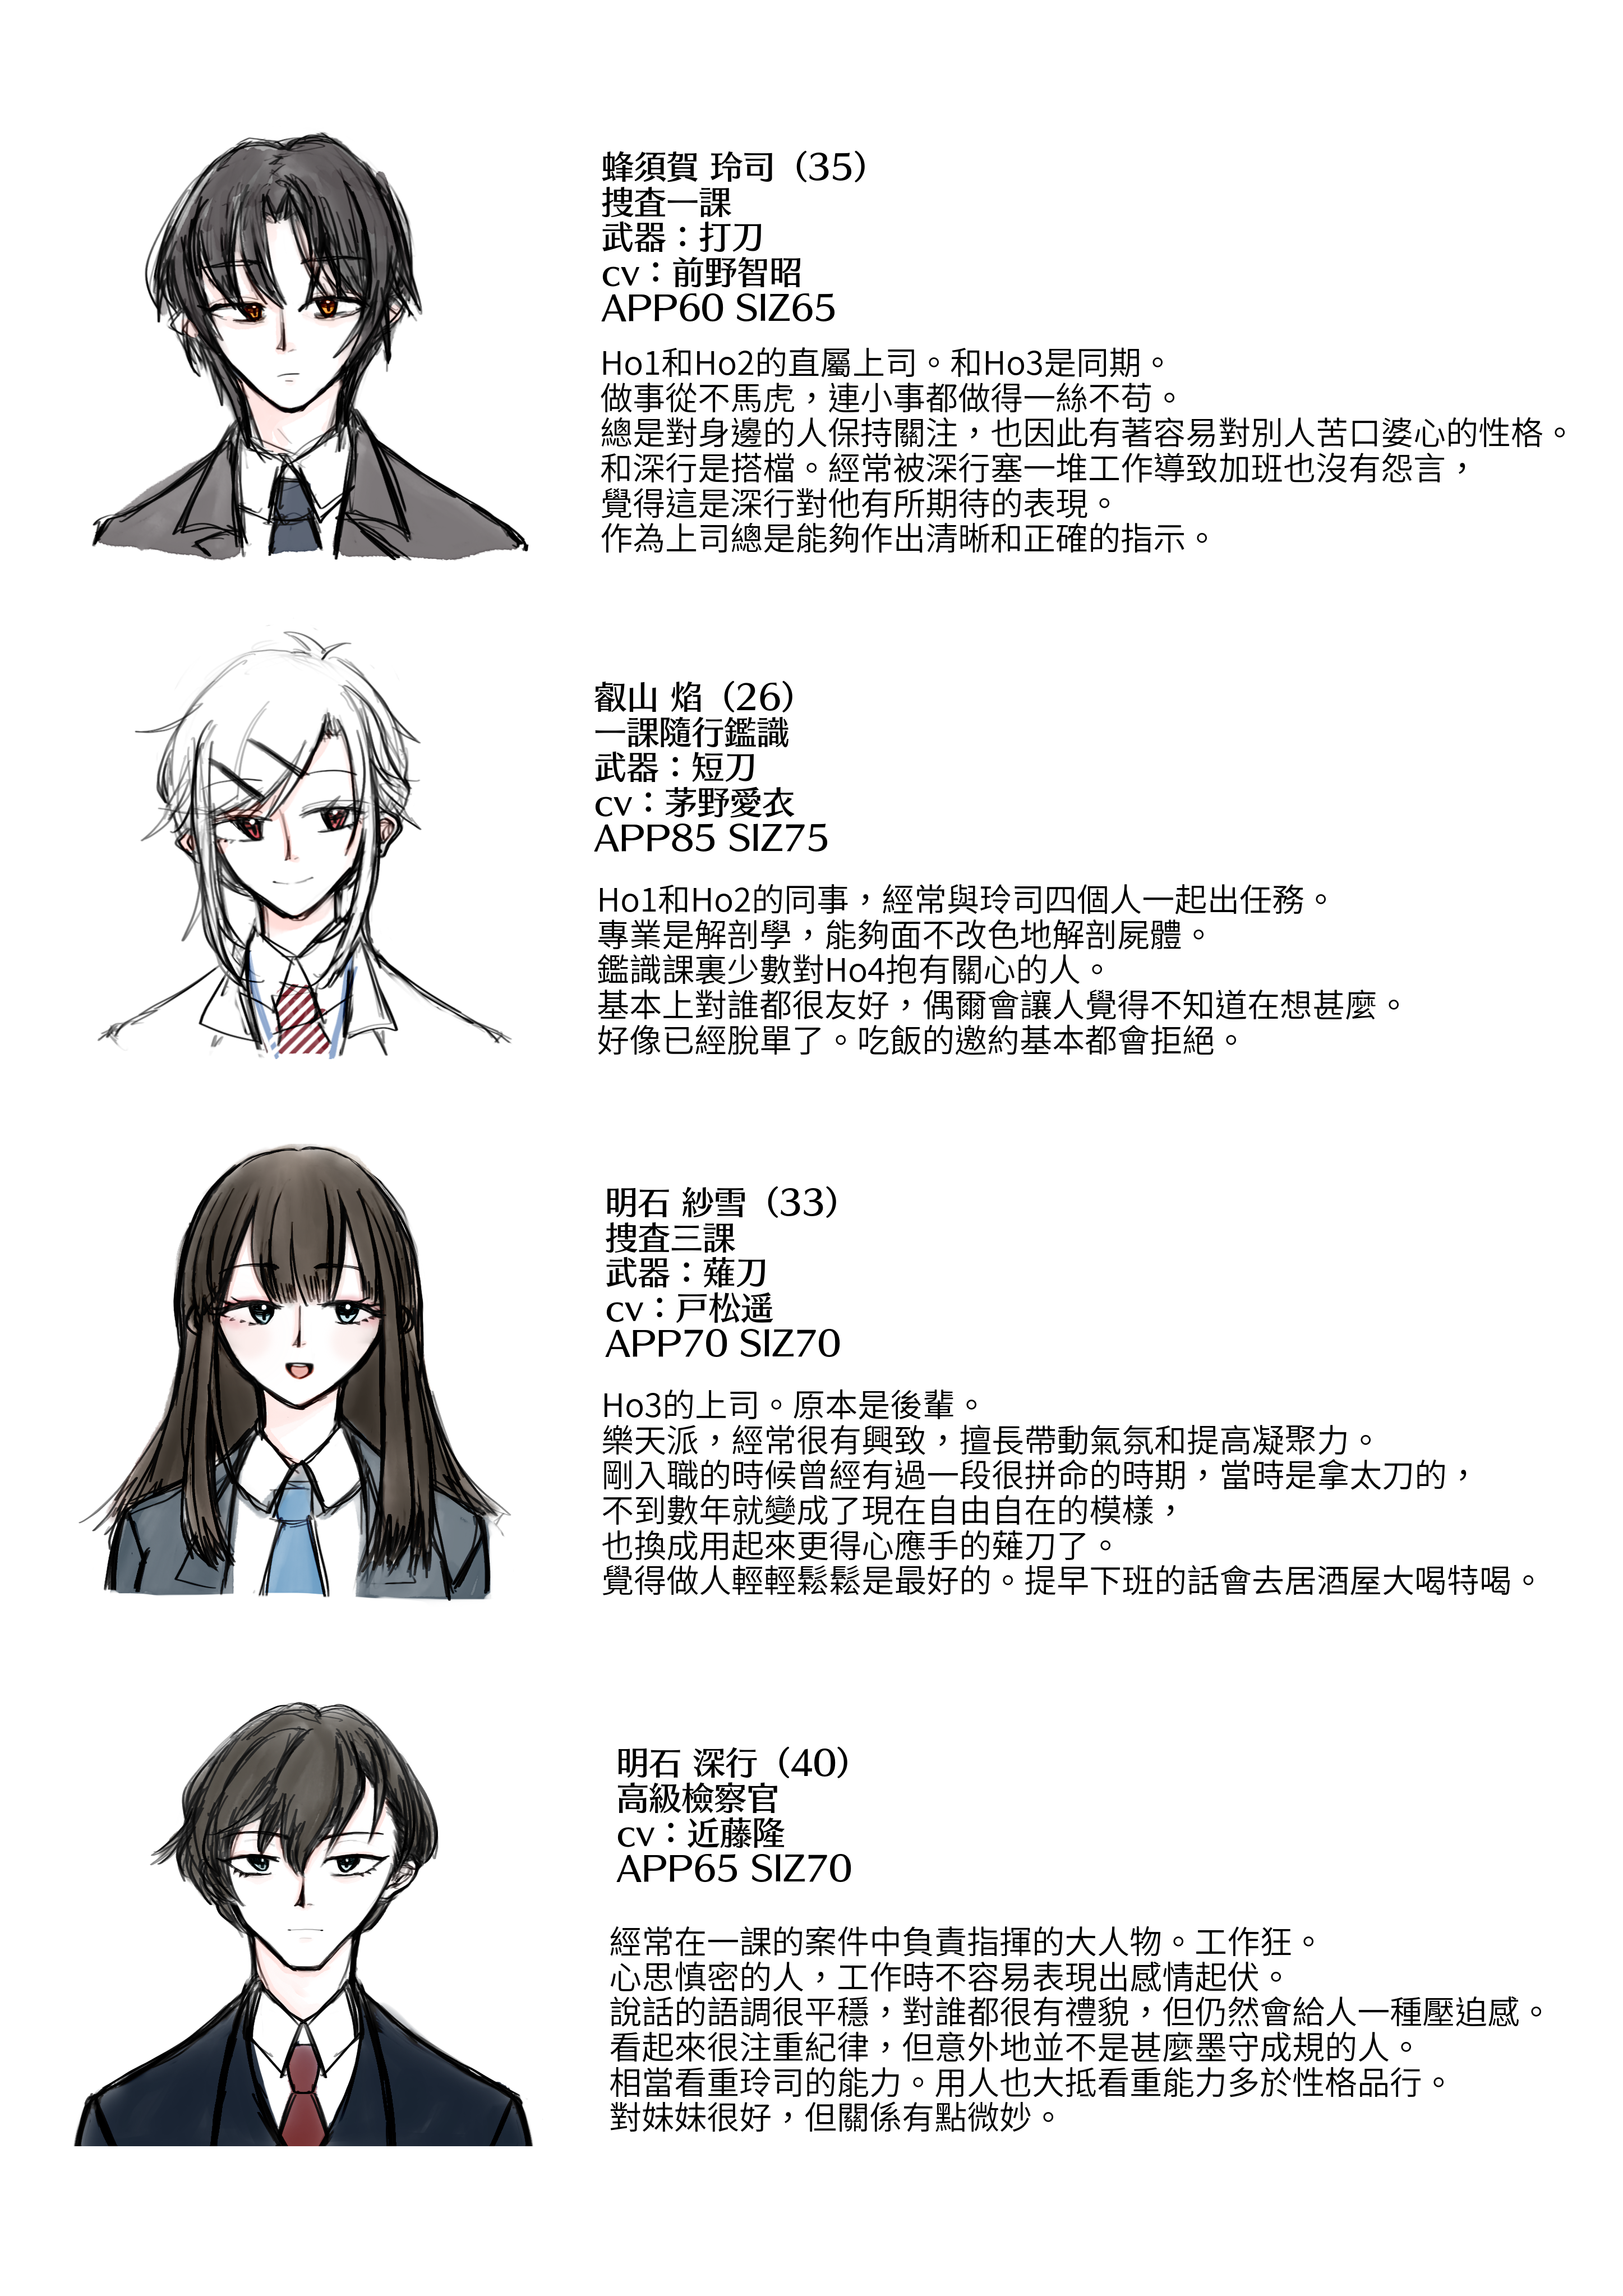 蜂須賀 玲司（35）
捜査一課
武器：打刀
cv：前野智昭
APP60 SIZ65
Ho1和Ho2的直屬上司。和Ho3是同期。
做事從不馬虎，連小事都做得一絲不苟。
總是對身邊的人保持關注，也因此有著容易對別人苦口婆心的性格。
和深行是搭檔。經常被深行塞一堆工作導致加班也沒有怨言，
覺得這是深行對他有所期待的表現。
作為上司總是能夠作出清晰和正確的指示。
叡山 焰（26）
一課隨行鑑識
武器：短刀
cv：茅野愛衣
APP85 SIZ75
Ho1和Ho2的同事，經常與玲司四個人一起出任務。
專業是解剖學，能夠面不改色地解剖屍體。
鑑識課裏少數對Ho4抱有關心的人。
基本上對誰都很友好，偶爾會讓人覺得不知道在想甚麼。
好像已經脫單了。吃飯的邀約基本都會拒絕。
明石 紗雪（33）
捜査三課
武器：薙刀
cv：戸松遥
APP70 SIZ70
Ho3的上司。原本是後輩。
樂天派，經常很有興致，擅長帶動氣氛和提高凝聚力。
剛入職的時候曾經有過一段很拼命的時期，當時是拿太刀的，
不到數年就變成了現在自由自在的模樣，
也換成用起來更得心應手的薙刀了。
覺得做人輕輕鬆鬆是最好的。提早下班的話會去居酒屋大喝特喝。
明石 深行（40）
高級檢察官
cv：近藤隆
APP65 SIZ70
經常在一課的案件中負責指揮的大人物。工作狂。
心思慎密的人，工作時不容易表現出感情起伏。
說話的語調很平穩，對誰都很有禮貌，但仍然會給人一種壓迫感。
看起來很注重紀律，但意外地並不是甚麼墨守成規的人。
相當看重玲司的能力。用人也大抵看重能力多於性格品行。
對妹妹很好，但關係有點微妙。